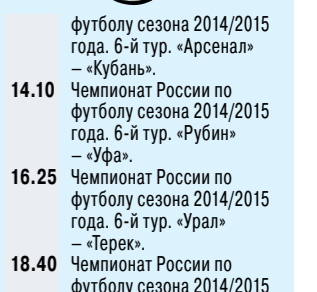 футболу сезона 2014/2015
года. 6-й тур. «Арсенал»
– «Кубань».
14.10 Чемпионат России по
футболу сезона 2014/2015
года. 6-й тур. «Рубин»
– «Уфа».
16.25 Чемпионат России по
футболу сезона 2014/2015
года. 6-й тур. «Урал»
– «Терек».
18.40 Чемпионат России по
футболу сезона 2014/2015